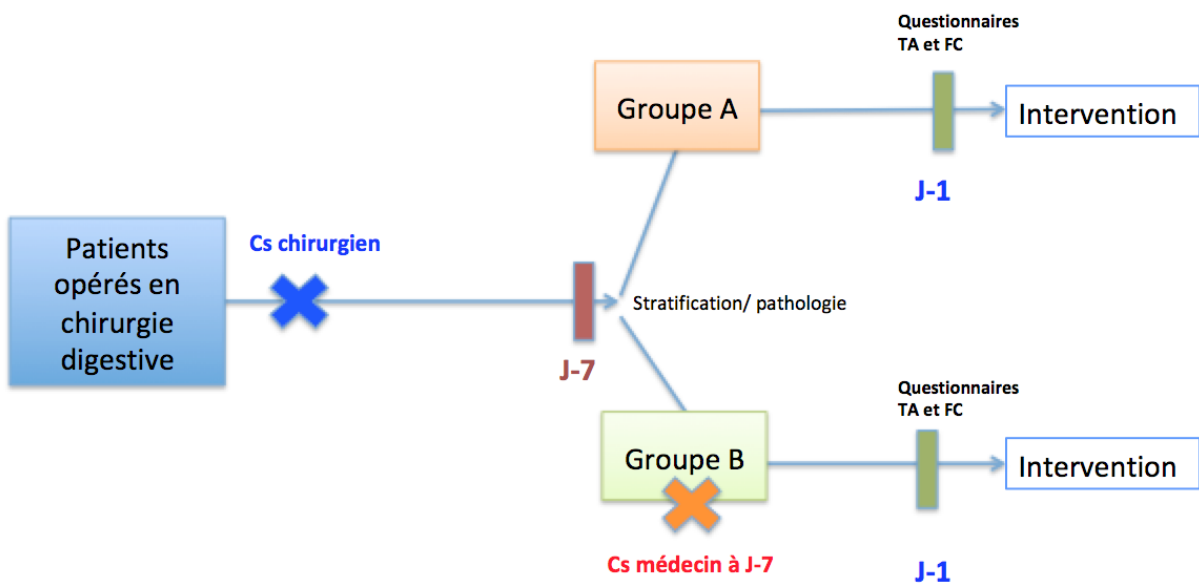 Patients
opérés en
chirurgie
digestive
Cs chirurgien
J-7
Stratification/ pathologie
Groupe A
Questionnaires
TA et FC
J-1
Intervention
Groupe B
Cs médecin à J-7
Questionnaires
TA et FC
J-1
Intervention